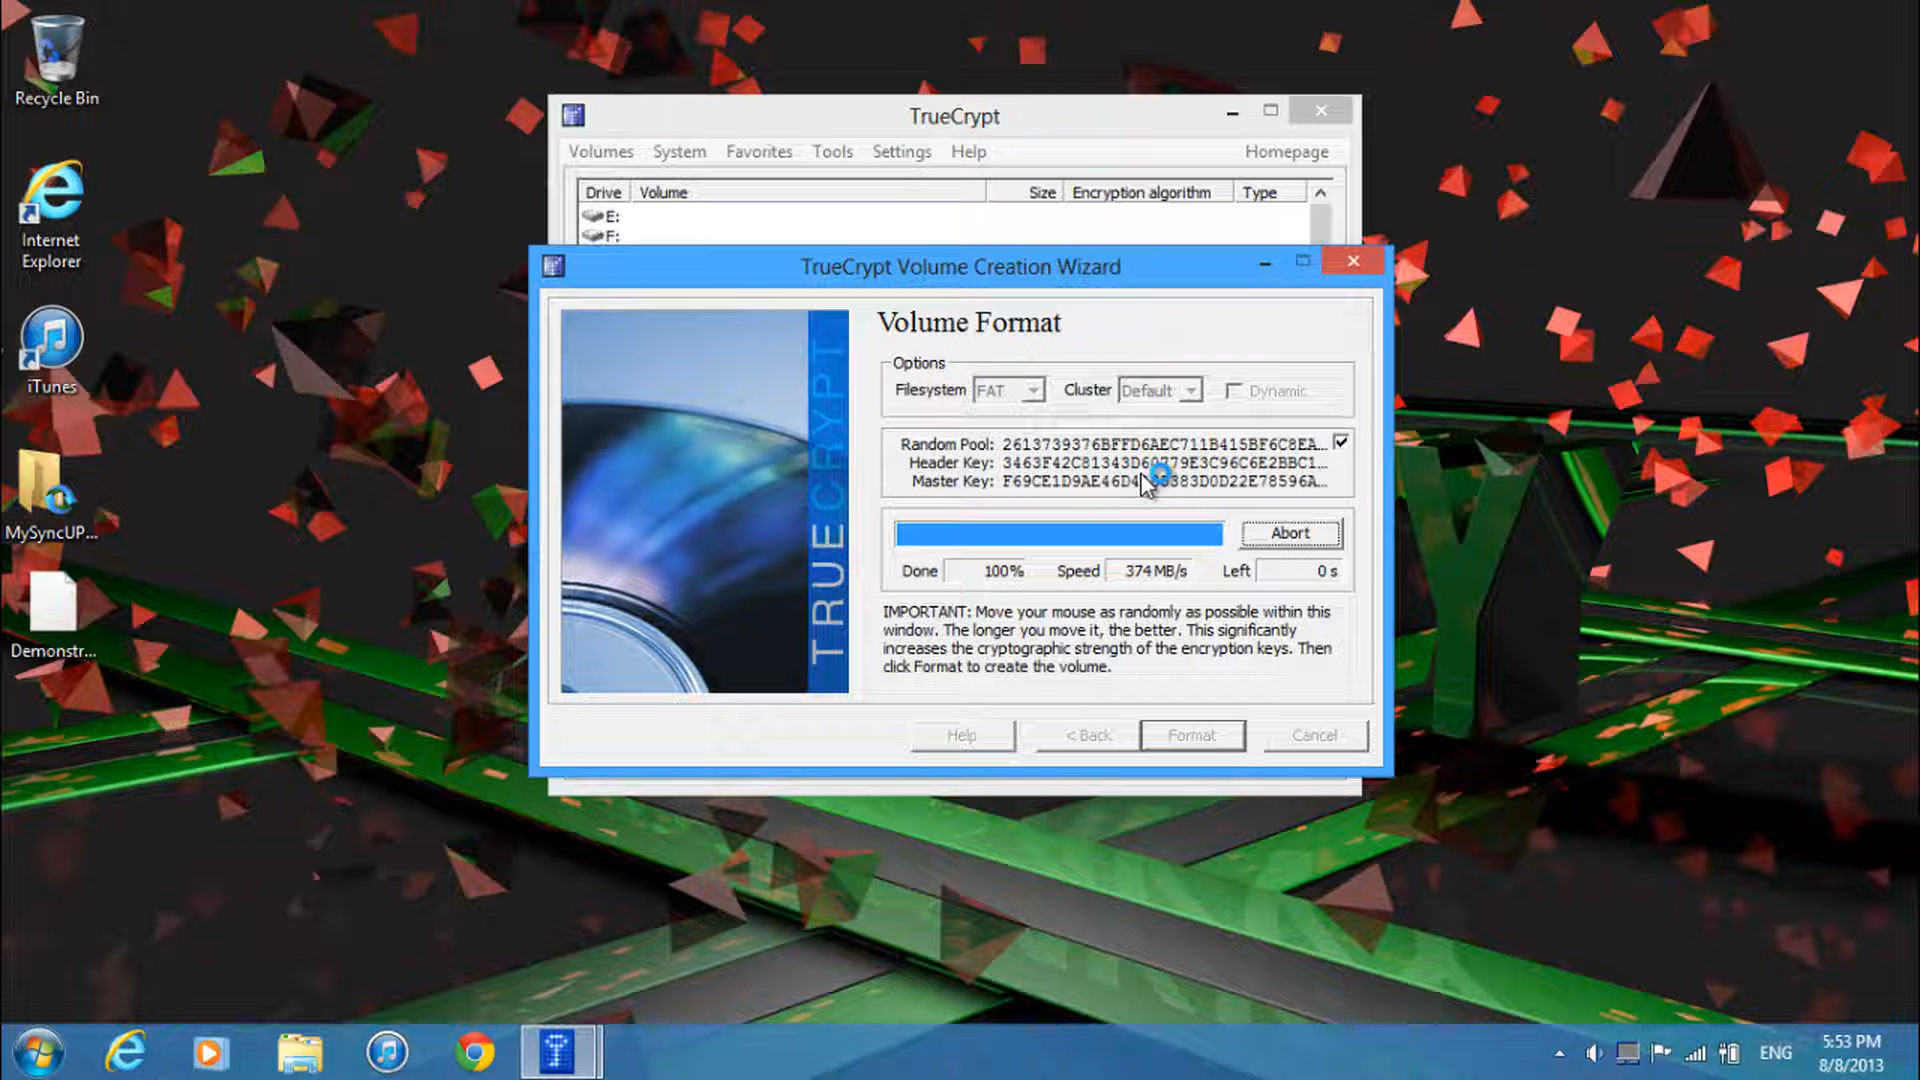 Recycle Bin
Internet
Explorer
iTunes
MySyncUP...
Demonstr...
TrueCrypt
Volumes System Favorites Tools Settings Help Homepage
Drive Volume Size Encryption algorithm Type
E:
F:
TrueCrypt Volume Creation Wizard
TRUECRYPT
Volume Format
Options
Filesystem FAT Cluster Default Dynamic
Random Pool: 2613739376BFFD6AEC711B415BF6C8EA...
Header Key:
Master Key:
Abort
Done 100% Speed 374 MB/s Left 0 s
IMPORTANT: Move your mouse as randomly as possible within this
window. The longer you move it, the better. This significantly
increases the cryptographic strength of the encryption keys. Then
click Format to create the volume.
Help < Back Format Cancel
ENG
5:53 PM
8/8/2013